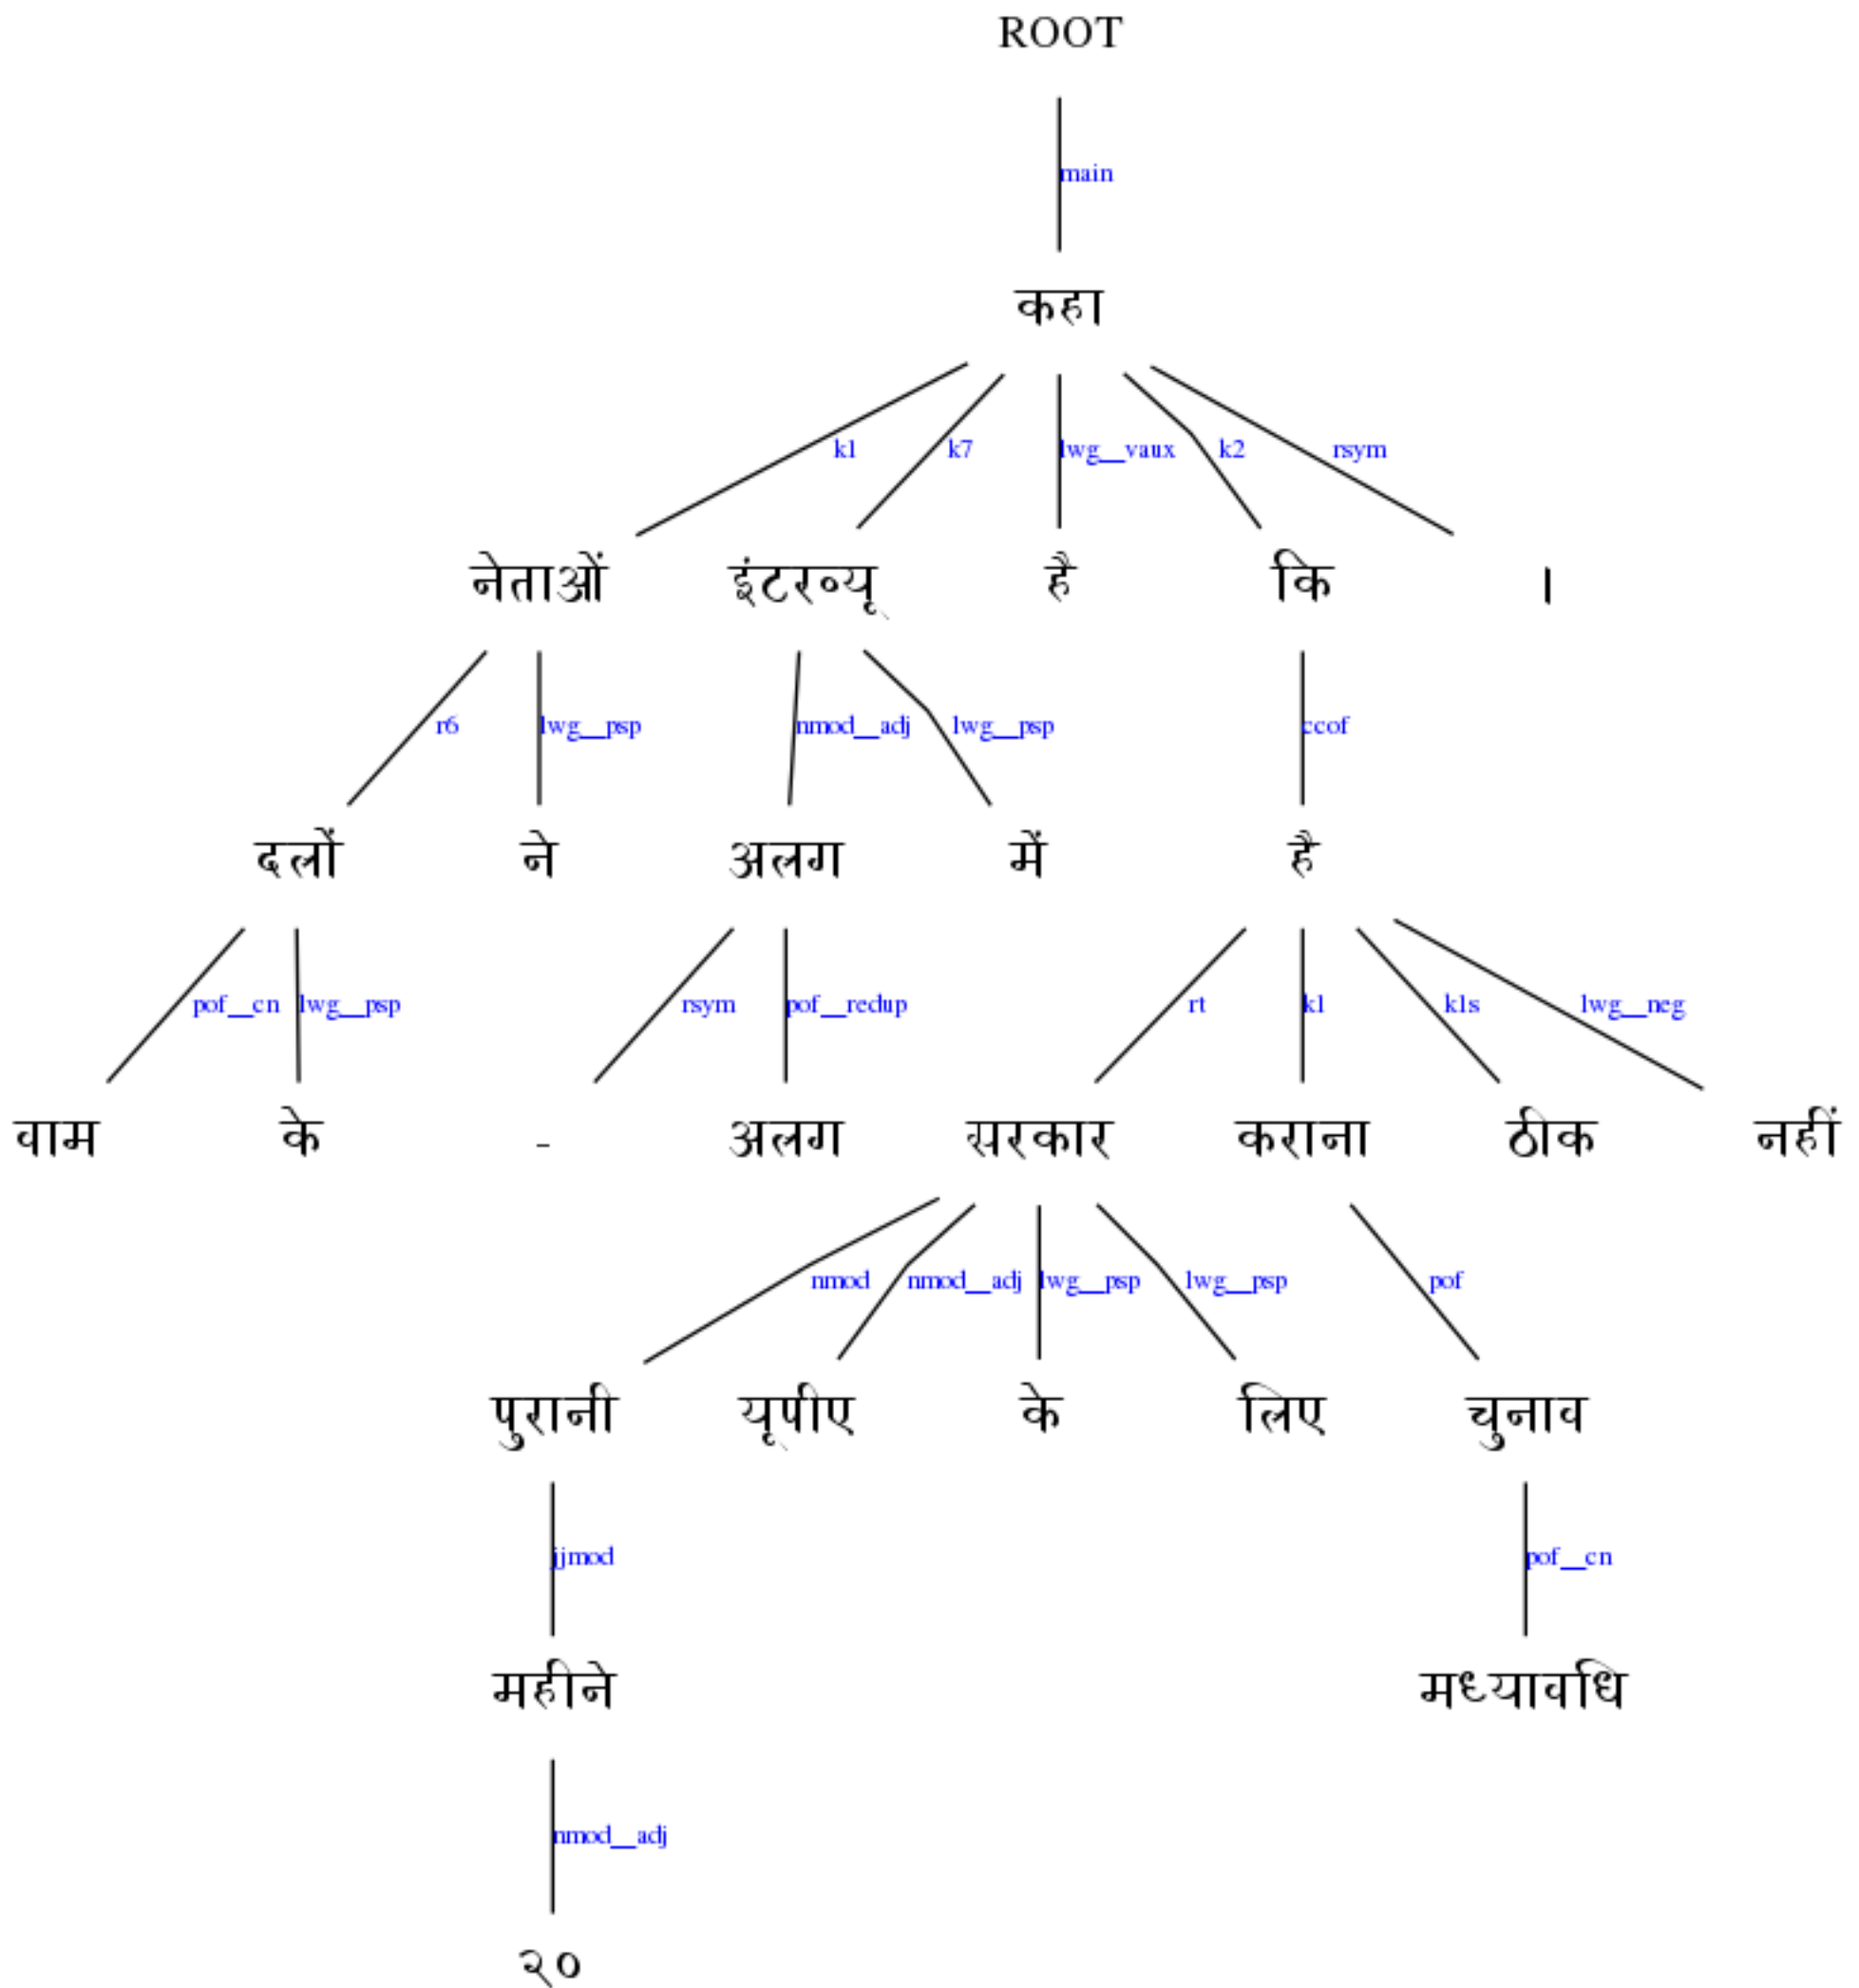 ROOT
main
कहा
k1 k7 lwg__vaux k2 rsym
नेताओं इंटरव्यू है कि ।
r6 lwg__psp nmod__adj lwg__psp ccof
दलों ने अलग में है
pof__cn lwg__psp rsym pof__redup rt k1 k1s lwg__neg
वाम के - अलग सरकार कराना ठीक नहीं
nmod nmod__adj lwg__psp lwg__psp pof
पुरानी यूपीए के लिए चुनाव
jjmod pof__cn
महीने मध्यावधि
nmod__adj
२०